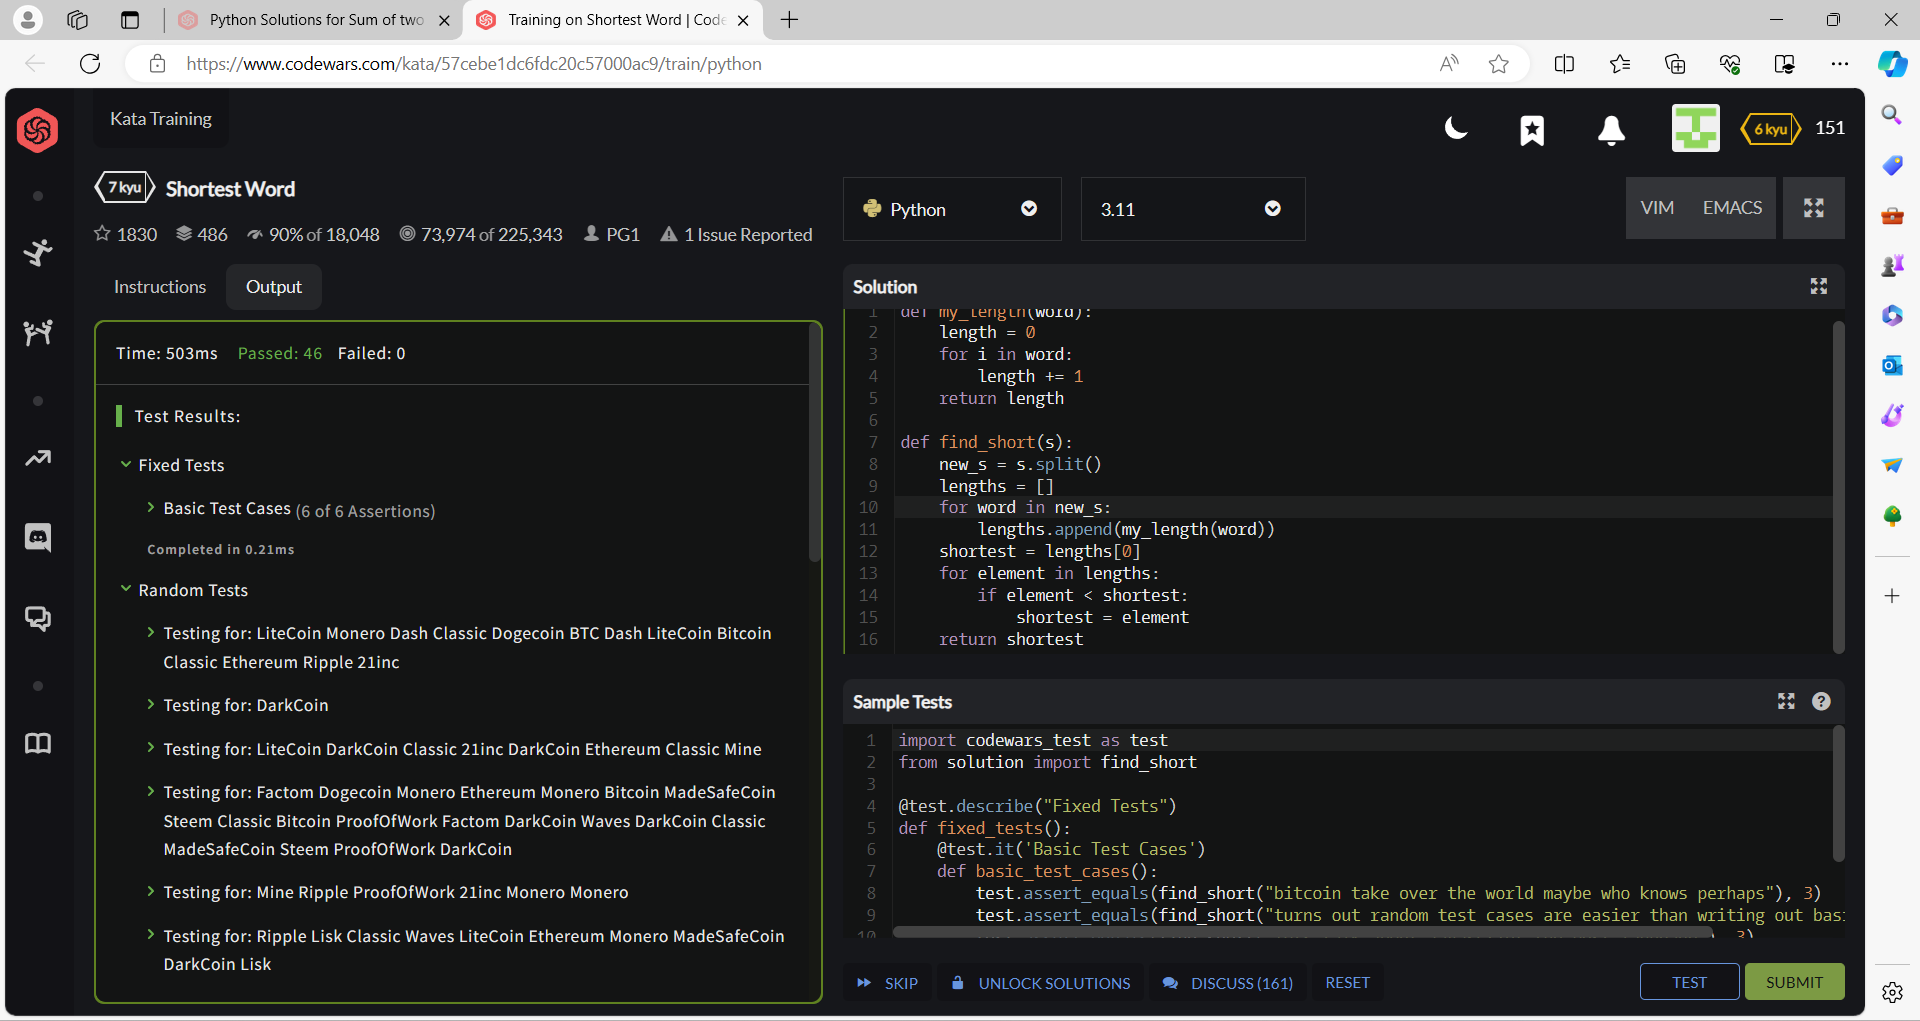 Python Solutions for Sum of two
Training on Shortest Word | Code
https://www.codewars.com/kata/57cebe1dc6fdc20c57000ac9/train/python
Kata Training
6 kyu 151
7 kyu Shortest Word
1830 486 90% of 18,048 73,974 of 225,343 PG1 1 Issue Reported
Python
3.11
VIM EMACS
Instructions Output
Time: 503ms Passed: 46 Failed: 0
Test Results:
Fixed Tests
Basic Test Cases (6 of 6 Assertions)
Completed in 0.21ms
Random Tests
Testing for: LiteCoin Monero Dash Classic Dogecoin BTC Dash LiteCoin Bitcoin
Classic Ethereum Ripple 21inc
Testing for: DarkCoin
Testing for: LiteCoin DarkCoin Classic 21inc DarkCoin Ethereum Classic Mine
Testing for: Factom Dogecoin Monero Ethereum Monero Bitcoin MadeSafeCoin
Steem Classic Bitcoin ProofOfWork Factom DarkCoin Waves DarkCoin Classic
MadeSafeCoin Steem ProofOfWork DarkCoin
Testing for: Mine Ripple ProofOfWork 21inc Monero Monero
Testing for: Ripple Lisk Classic Waves LiteCoin Ethereum Monero MadeSafeCoin
DarkCoin Lisk
Solution
1 def my_length(word):
2 length = 0
3 for i in word:
4 length += 1
5 return length
6
7 def find_short(s):
8 new_s = s.split()
9 lengths = []
10 for word in new_s:
11 lengths.append(my_length(word))
12 shortest = lengths[0]
13 for element in lengths:
14 if element < shortest:
15 shortest = element
16 return shortest
Sample Tests
1 import codewars_test as test
2 from solution import find_short
3
4 @test.describe("Fixed Tests")
5 def fixed_tests():
6 @test.it('Basic Test Cases')
7 def basic_test_cases():
8 test.assert_equals(find_short("bitcoin take over the world maybe who knows perhaps"), 3)
9 test.assert_equals(find_short("turns out random test cases are easier than writing out bas
10 , 3)
SKIP UNLOCK SOLUTIONS DISCUSS (161) RESET
TEST SUBMIT